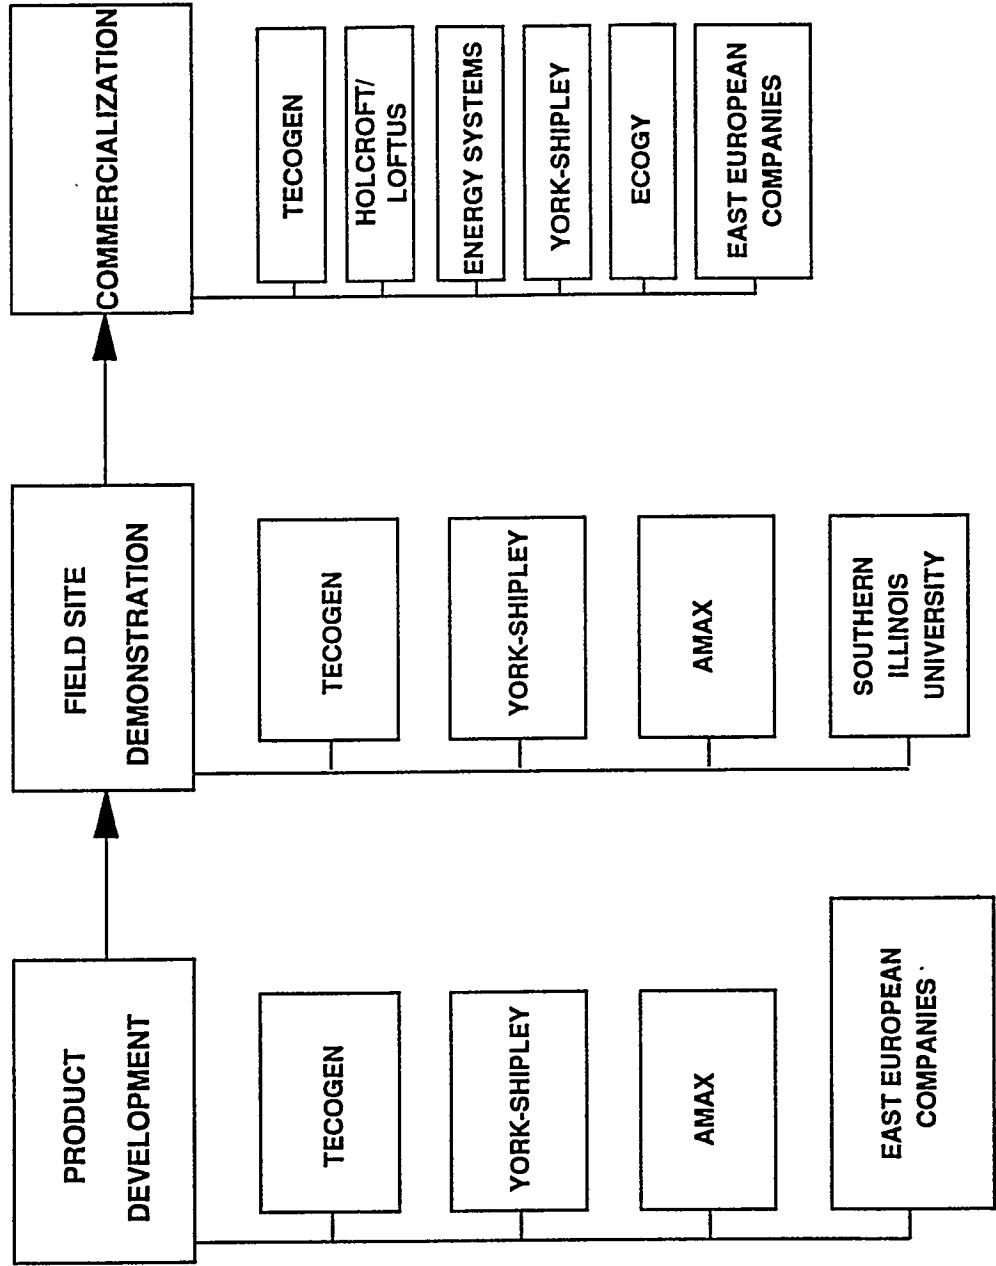 PRODUCT
DEVELOPMENT
TECOGEN
YORK-SHIPLEY
AMAX
EAST EUROPEAN
COMPANIES
FIELD SITE
DEMONSTRATION
TECOGEN
YORK-SHIPLEY
AMAX
SOUTHERN
ILLINOIS
UNIVERSITY
COMMERCIALIZATION
TECOGEN
HOLCROFT/
LOFTUS
ENERGY SYSTEMS
YORK-SHIPLEY
ECOGY
EAST EUROPEAN
COMPANIES